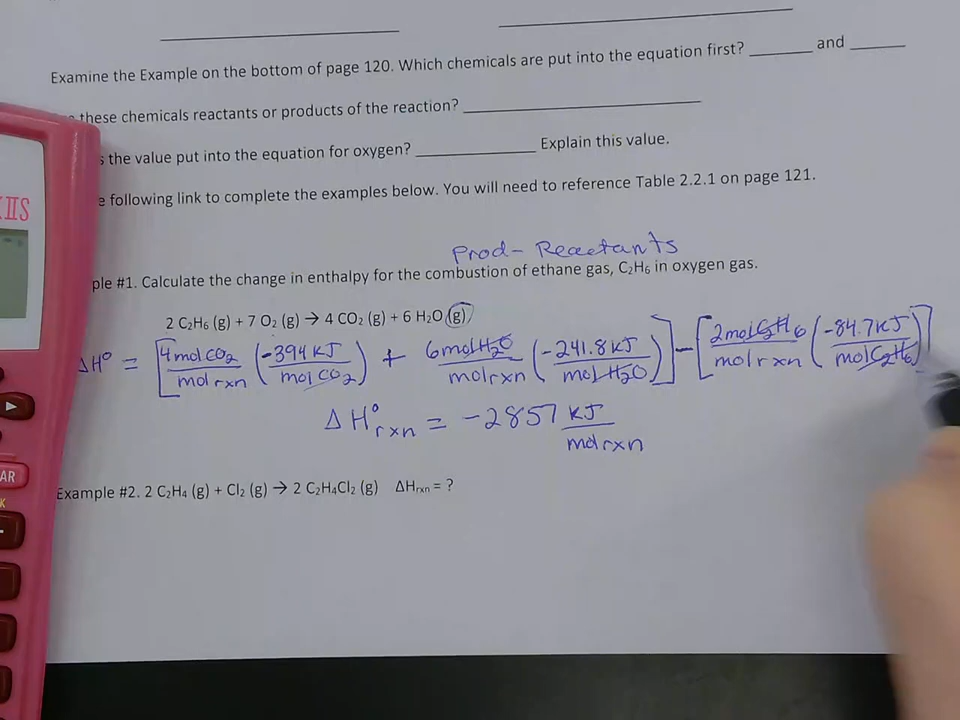 Examine the Example on the bottom of page 120. Which chemicals are put into the equation first? ______ and ______
these chemicals reactants or products of the reaction? ______
the value put into the equation for oxygen? ______ Explain this value.
following link to complete the examples below. You will need to reference Table 2.2.1 on page 121.
Prod - Reactants
ple #1. Calculate the change in enthalpy for the combustion of ethane gas, C₂H₆ in oxygen gas.
2 C₂H₆ (g) + 7 O₂ (g) → 4 CO₂ (g) + 6 H₂O (g)
ΔH° = [4 mol CO₂ / mol rxn (-394 KJ / mol CO₂) + 6 mol H₂O / mol rxn (-241.8 KJ / mol H₂O)] - [2 mol C₂H₆ / mol rxn (-84.7 KJ / mol C₂H₆)]
ΔH°rxn = -2857 KJ / mol rxn
Example #2. 2 C₂H₄ (g) + Cl₂ (g) → 2 C₂H₄Cl₂ (g) ΔHrxn = ?
IIS
AR